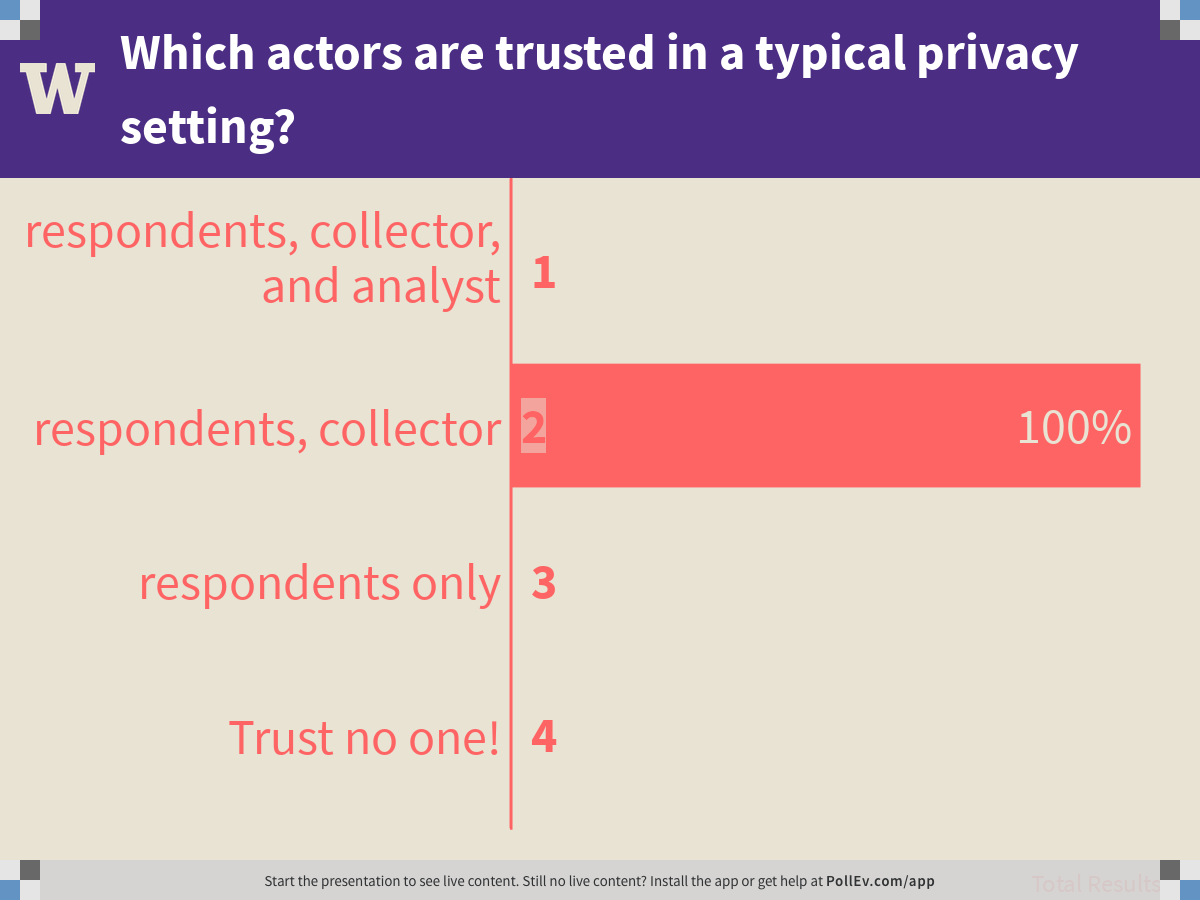 W
Which actors are trusted in a typical privacy
setting?
respondents, collector,
and analyst
1
respondents, collector
2
100%
respondents only
3
Trust no one!
4
Start the presentation to see live content. Still no live content? Install the app or get help at PollEv.com/app
Total Results